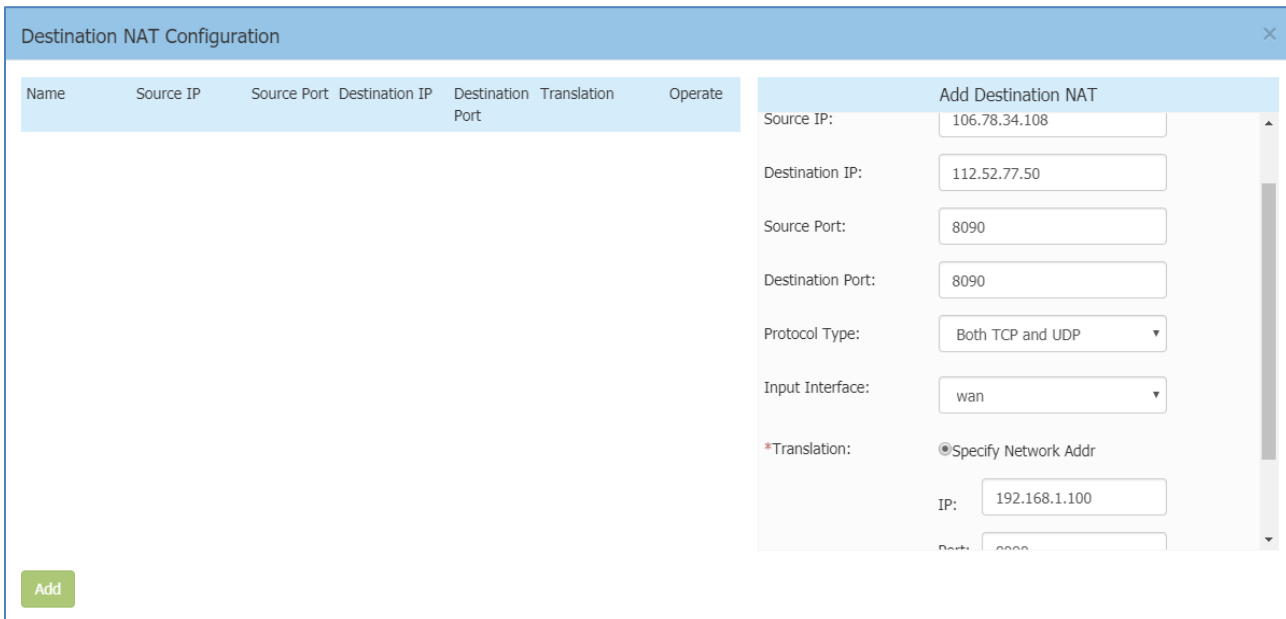 Destination NAT Configuration ×
Name Source IP Source Port Destination IP Destination Port Translation Operate
Add Destination NAT
Source IP: 106.78.34.108
Destination IP: 112.52.77.50
Source Port: 8090
Destination Port: 8090
Protocol Type: Both TCP and UDP
Input Interface: wan
*Translation: Specify Network Addr
IP: 192.168.1.100
Port:
Add